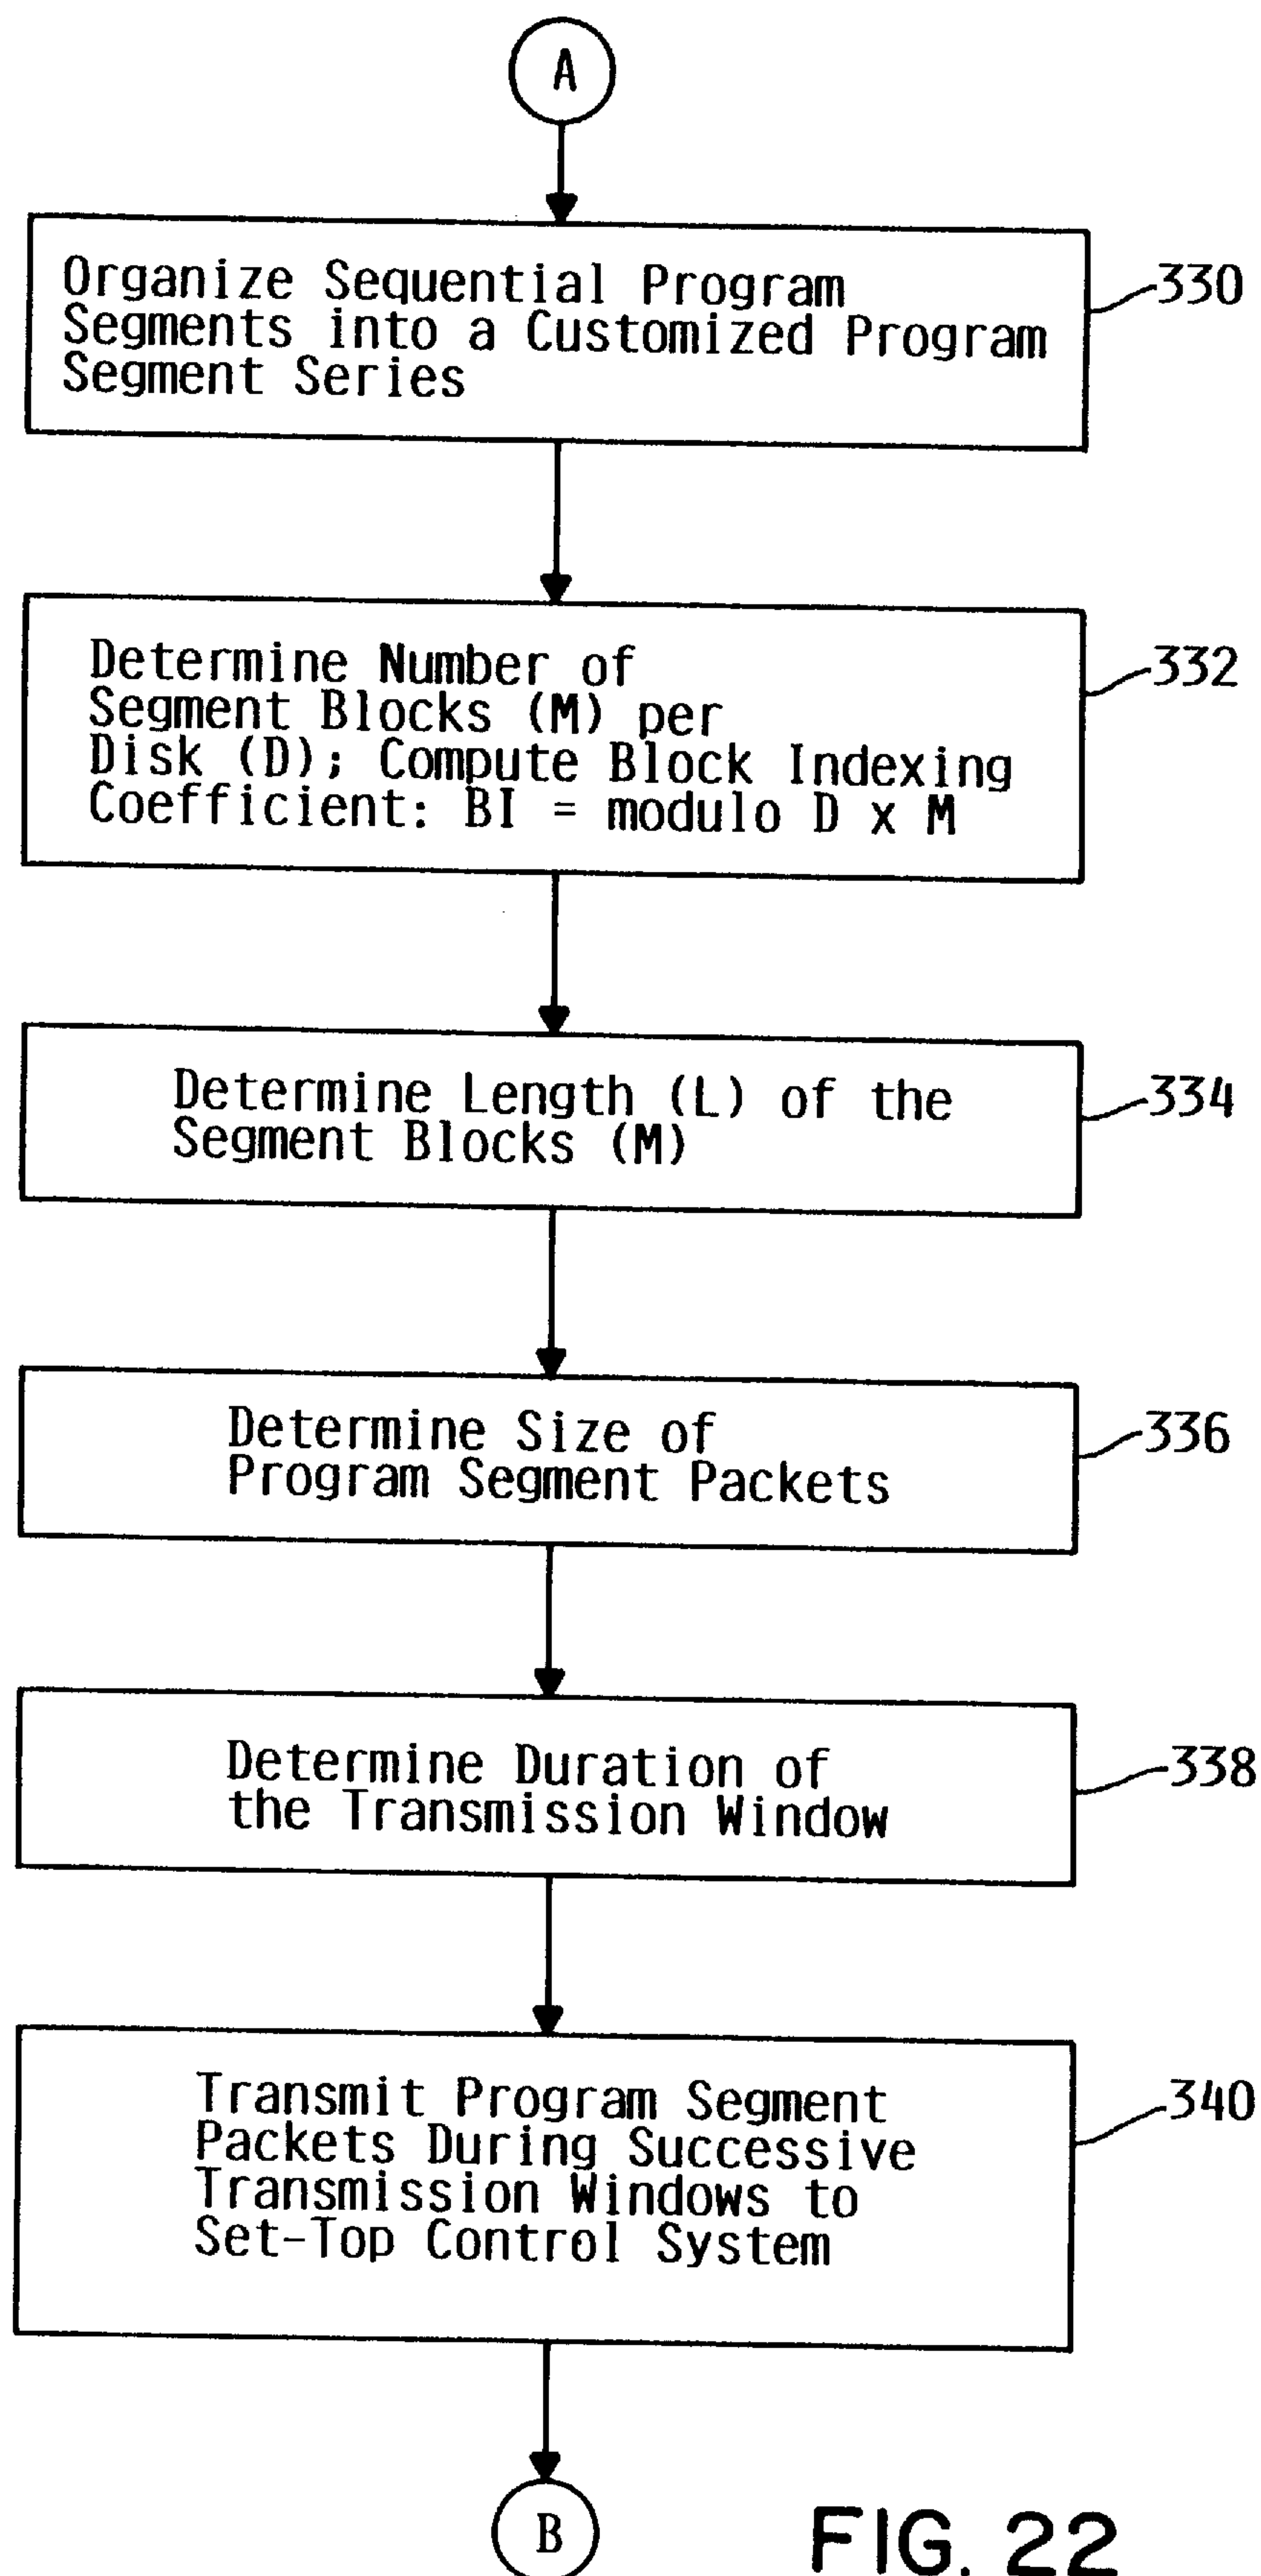 A
Organize Sequential Program
Segments into a Customized Program
Segment Series
330
Determine Number of
Segment Blocks (M) per
Disk (D); Compute Block Indexing
Coefficient: BI = modulo D x M
332
Determine Length (L) of the
Segment Blocks (M)
334
Determine Size of
Program Segment Packets
336
Determine Duration of
the Transmission Window
338
Transmit Program Segment
Packets During Successive
Transmission Windows to
Set-Top Control System
340
B
FIG. 22